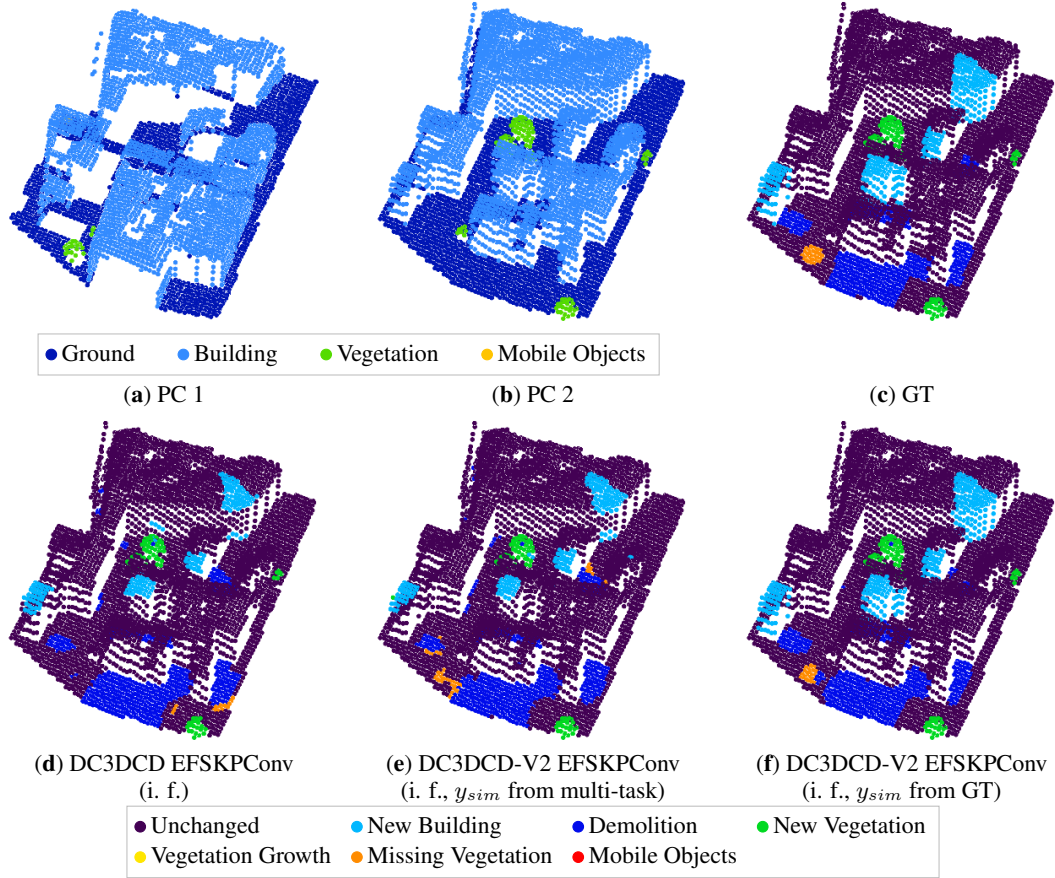 Ground Building Vegetation Mobile Objects
(a) PC 1 (b) PC 2 (c) GT
(d) DC3DCD EFSKPConv (e) DC3DCD-V2 EFSKPConv (f) DC3DCD-V2 EFSKPConv
(i. f.) (i. f., y_sim from multi-task) (i. f., y_sim from GT)
Unchanged New Building Demolition New Vegetation
Vegetation Growth Missing Vegetation Mobile Objects